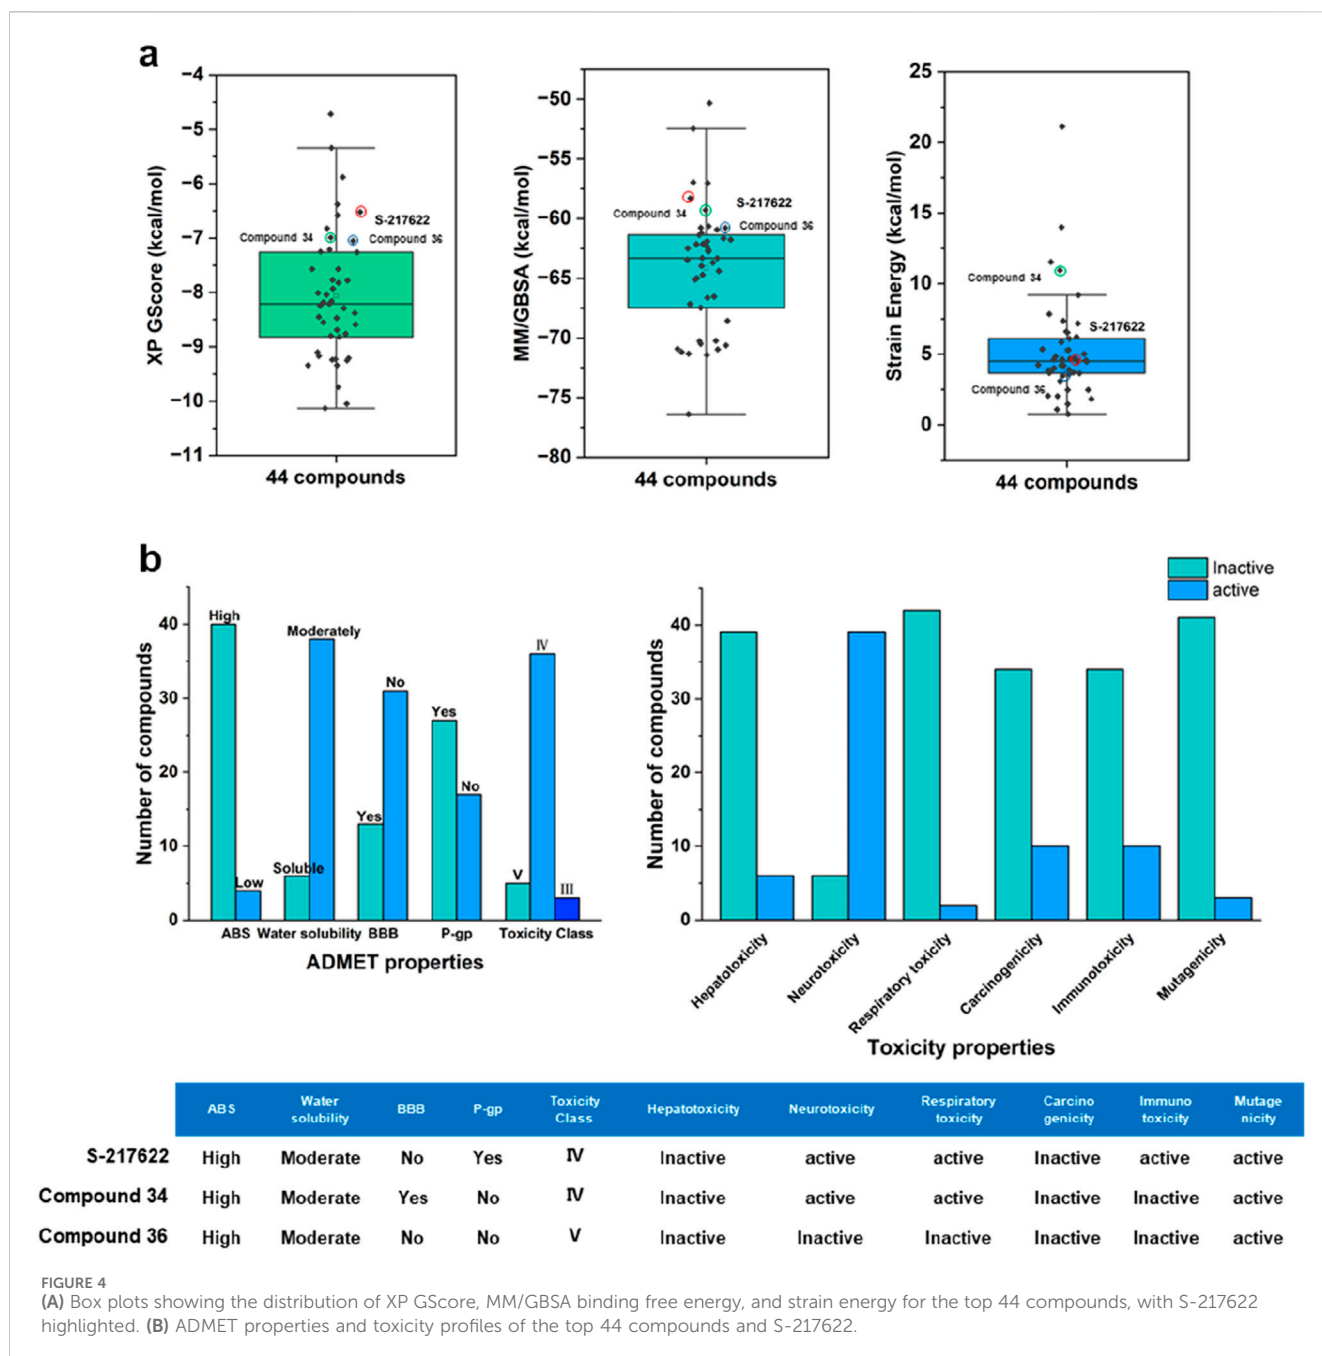 a
−4
−5
−6
−7
−8
−9
−10
−11
XP GScore (kcal/mol)
S-217622
Compound 34
Compound 36
44 compounds
−50
−55
−60
−65
−70
−75
−80
MM/GBSA (kcal/mol)
S-217622
Compound 34
Compound 36
44 compounds
25
20
15
10
5
0
Strain Energy (kcal/mol)
Compound 34
S-217622
Compound 36
44 compounds
b
40
30
20
10
0
Number of compounds
High
Low
Soluble
Moderately
Yes
No
Yes
No
V
IV
III
ABS Water solubility BBB P-gp Toxicity Class
ADMET properties
Inactive
active
40
30
20
10
0
Number of compounds
Hepatotoxicity
Neurotoxicity
Respiratory toxicity
Carcinogenicity
Immunotoxicity
Mutagenicity
Toxicity properties
ABS Water solubility BBB P-gp Toxicity Class Hepatotoxicity Neurotoxicity Respiratory toxicity Carcino genicity Immuno toxicity Mutage nicity
S-217622 High Moderate No Yes IV Inactive active active Inactive active active
Compound 34 High Moderate Yes No IV Inactive active active Inactive Inactive active
Compound 36 High Moderate No No V Inactive Inactive Inactive Inactive Inactive active
FIGURE 4
(A) Box plots showing the distribution of XP GScore, MM/GBSA binding free energy, and strain energy for the top 44 compounds, with S-217622
highlighted. (B) ADMET properties and toxicity profiles of the top 44 compounds and S-217622.